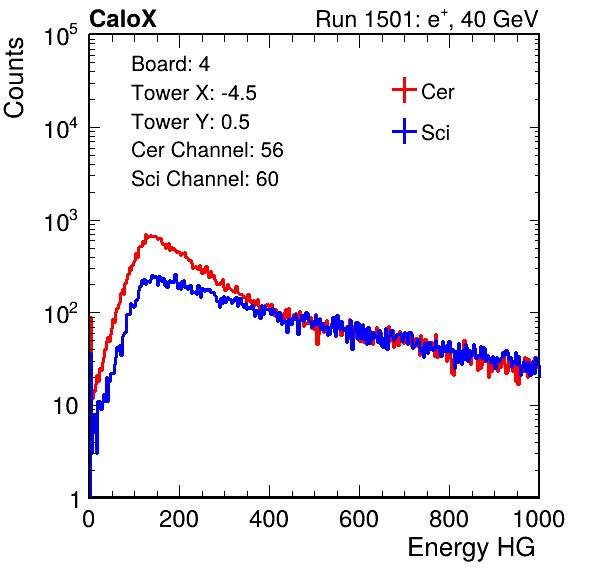 CaloX Run 1501: e⁺, 40 GeV
Counts
10⁵
10⁴
10³
10²
10
1
Board: 4
Tower X: -4.5
Tower Y: 0.5
Cer Channel: 56
Sci Channel: 60
Cer
Sci
0 200 400 600 800 1000
Energy HG